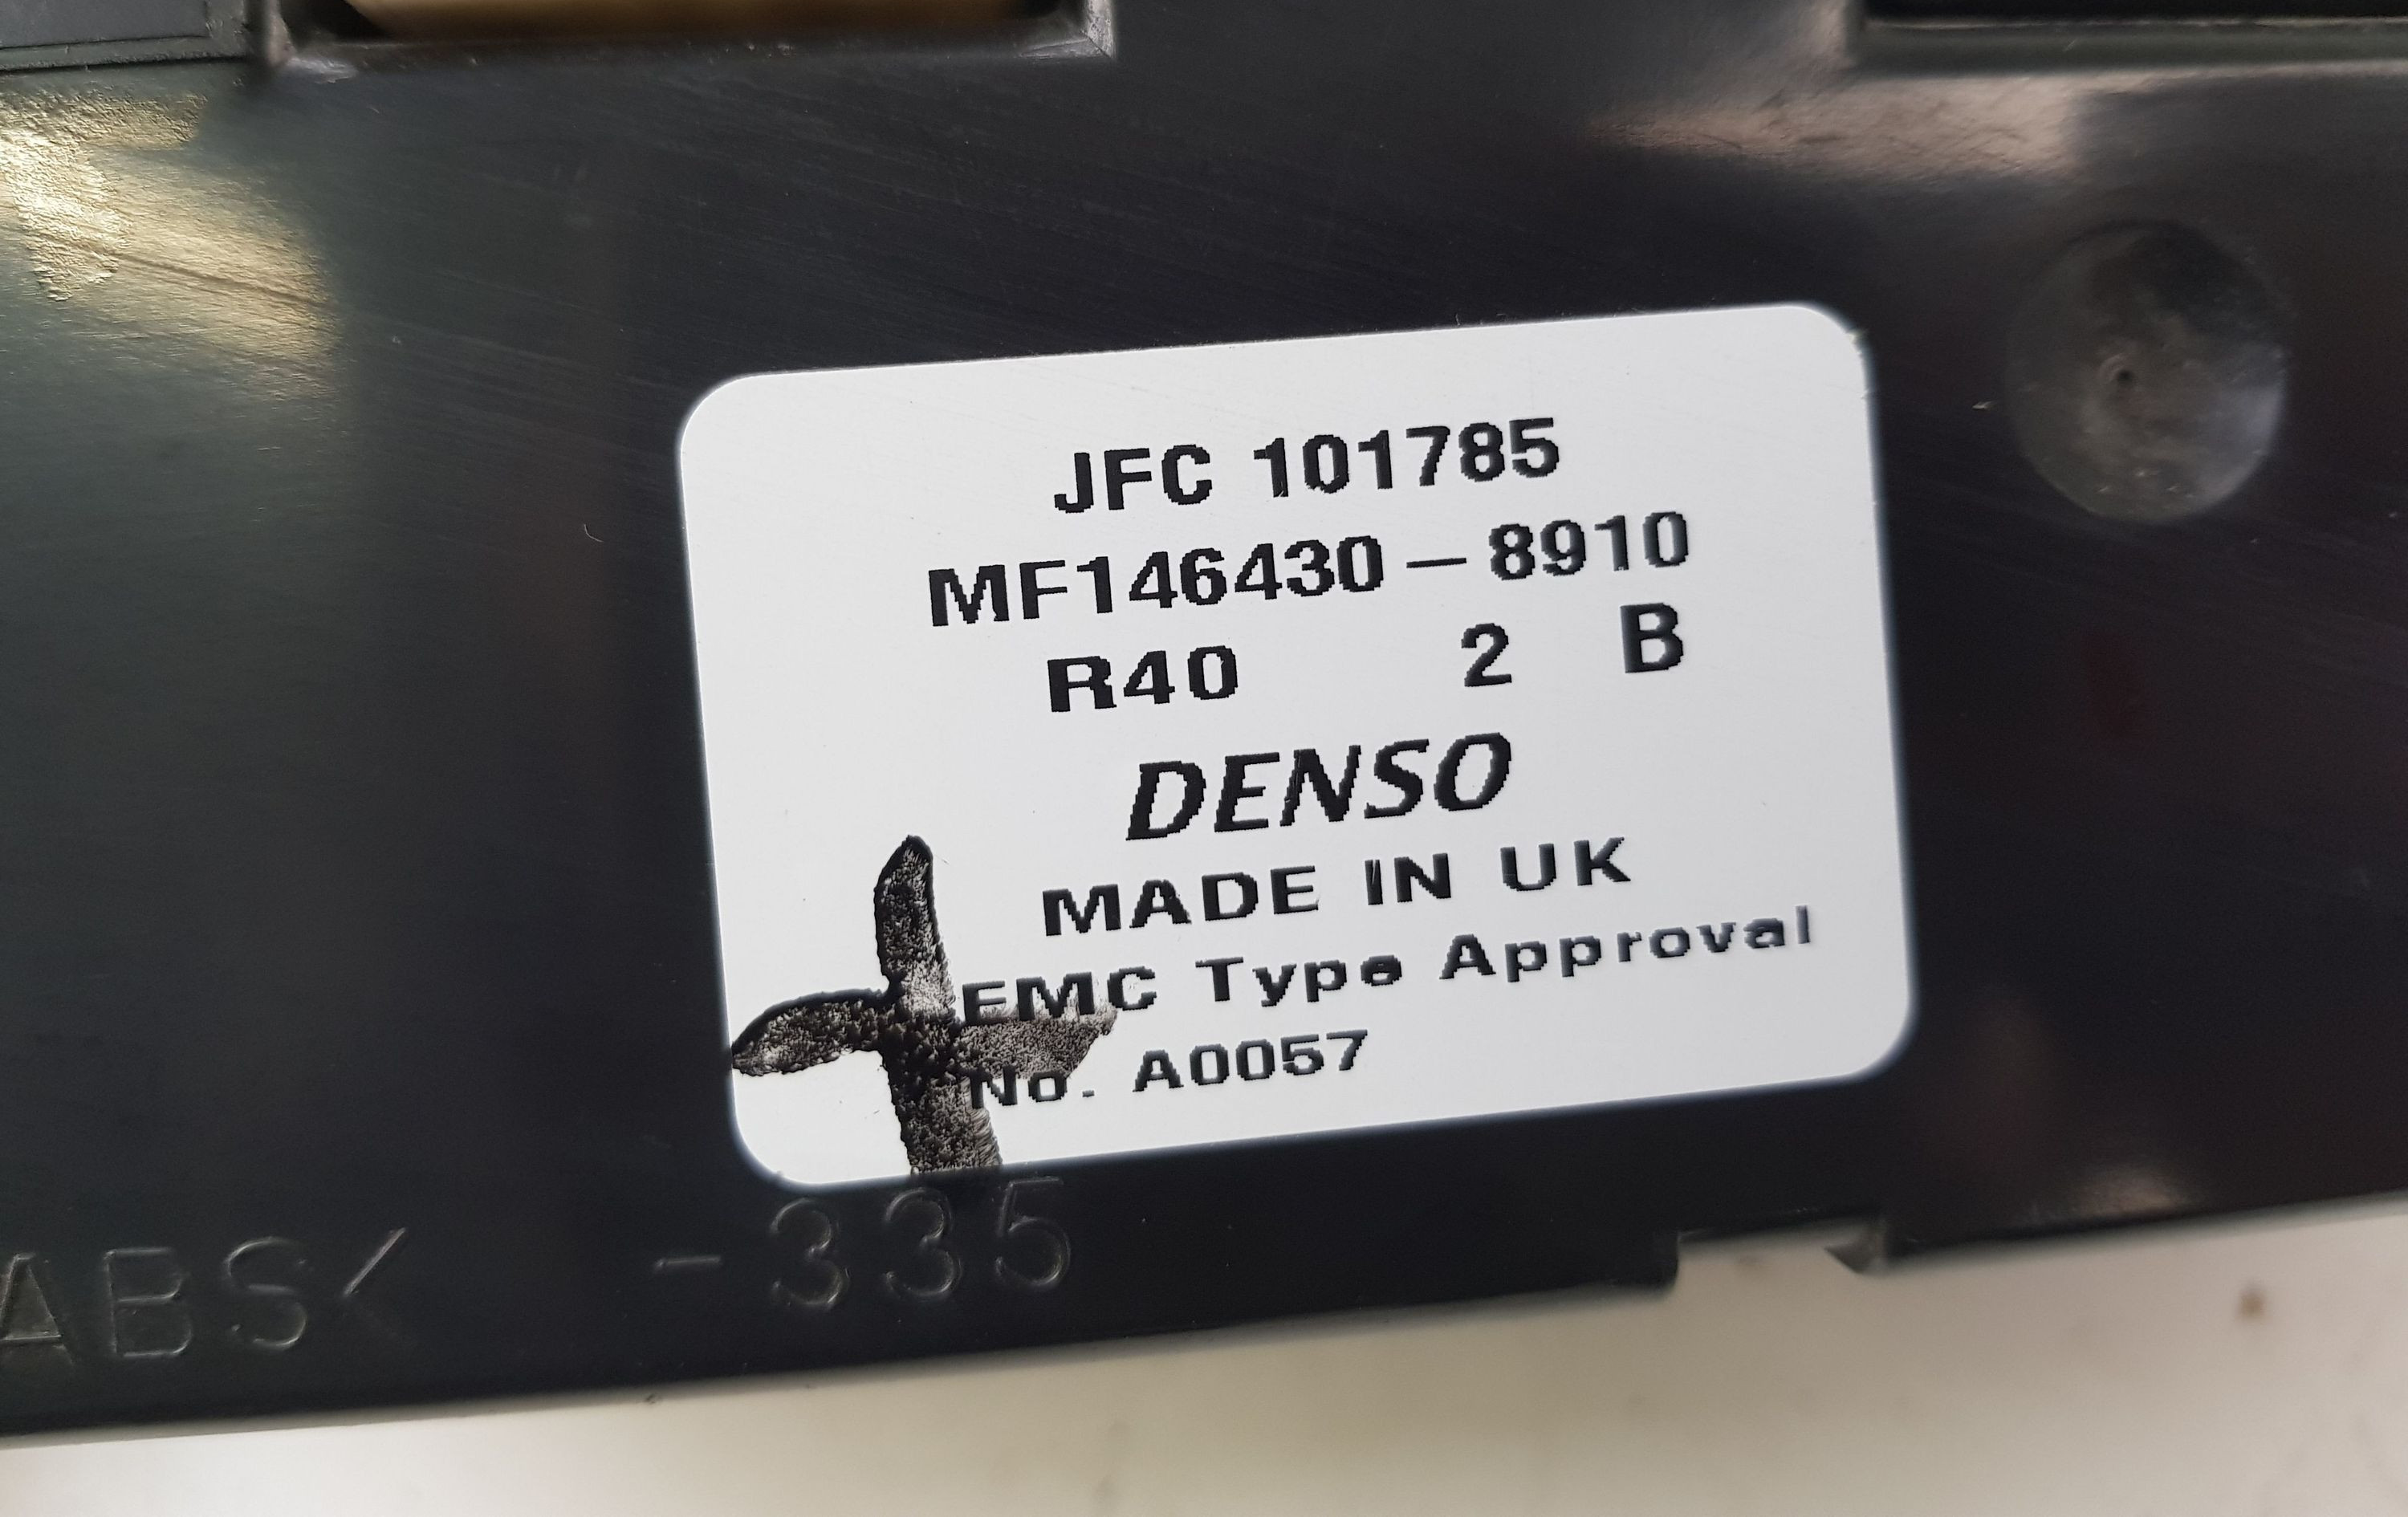 JFC 101785
MF146430-8910
R40 2 B
DENSO
MADE IN UK
EMC Type Approval
No. A0057
ABS< -335